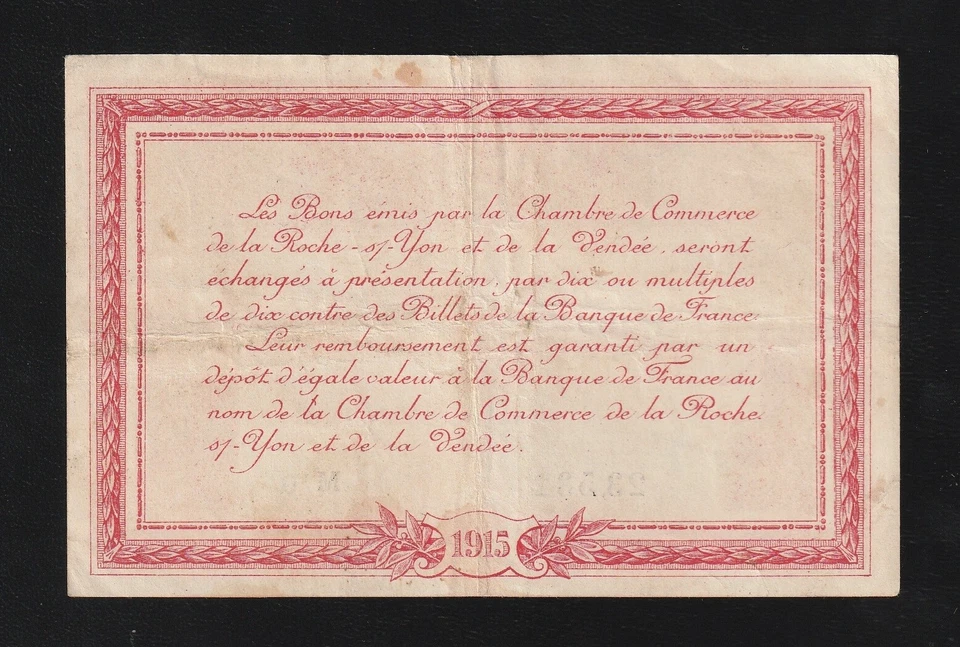 Les Bons émis par la Chambre de Commerce
de la Roche-s/-Yon et de la Vendée, seront
échangés à présentation, par dix ou multiples
de dix contre des Billets de la Banque de France.
Leur remboursement est garanti par un
dépôt d'égale valeur à la Banque de France au
nom de la Chambre de Commerce de la Roche-
s/-Yon et de la Vendée.
1915